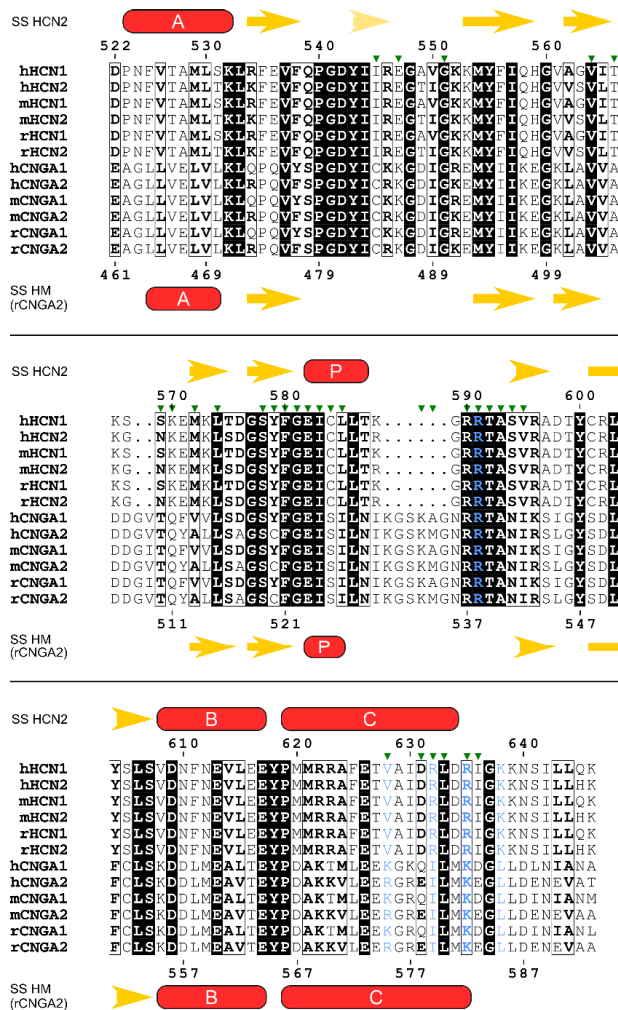 SS HCN2 A
522 530 540 550 560
hHCN1 DPNFVTAMLSKLRFEVFQPGDYIIREGAVGKKMYFIQHGVAGVIT
hHCN2 DPNFVTAMLTKLKFEVFQPGDYIIREGTIGKKMYFIQHGVVSVLT
mHCN1 DPNFVTAMLSKLRFEVFQPGDYIIREGAVGKKMYFIQHGVAGVIT
mHCN2 DPNFVTAMLTKLKFEVFQPGDYIIREGTIGKKMYFIQHGVVSVLT
rHCN1 DPNFVTAMLSKLRFEVFQPGDYIIREGAVGKKMYFIQHGVAGVIT
rHCN2 DPNFVTAMLTKLKFEVFQPGDYIIREGTIGKKMYFIQHGVVSVLT
hCNGA1 EAGLLVELVLKLQPQVYSPGDYICKKGDIGREMYIIKEGKLAVVA
hCNGA2 EAGLLVELVLKLRPQVFSPGDYICRKGDIGKEMYIIKEGKLAVVA
mCNGA1 EAGLLVELVLKLQPQVYSPGDYICKKGDIGREMYIIKEGKLAVVA
mCNGA2 EAGLLVELVLKLRPQVFSPGDYICRKGDIGKEMYIIKEGKLAVVA
rCNGA1 EAGLLVELVLKLQPQVYSPGDYICKKGDIGREMYIIKEGKLAVVA
rCNGA2 EAGLLVELVLKLRPQVFSPGDYICRKGDIGKEMYIIKEGKLAVVA
461 469 479 489 499
SS HM A
(rCNGA2)
SS HCN2 P
570 580 590 600
hHCN1 KS..SKEMKLTDGSYFGEICLLTK......GRRTASVRADTYCRL
hHCN2 KG..NKEMKLSDGSYFGEICLLTR......GRRTASVRADTYCRL
mHCN1 KS..SKEMKLTDGSYFGEICLLTK......GRRTASVRADTYCRL
mHCN2 KG..NKEMKLSDGSYFGEICLLTR......GRRTASVRADTYCRL
rHCN1 KS..SKEMKLTDGSYFGEICLLTK......GRRTASVRADTYCRL
rHCN2 KG..NKEMKLSDGSYFGEICLLTR......GRRTASVRADTYCRL
hCNGA1 DDGVTQFVVLSDGSYFGEISILNIKGSKAGNRRTANIKSIGYSDL
hCNGA2 DDGVTQYALLSAGSCFGEISILNIKGSKMGNRRTANIRSLGYSDL
mCNGA1 DDGITQFVVLSDGSYFGEISILNIKGSKAGNRRTANIKSIGYSDL
mCNGA2 DDGVTQYALLSAGSCFGEISILNIKGSKMGNRRTANIRSLGYSDL
rCNGA1 DDGITQFVVLSDGSYFGEISILNIKGSKAGNRRTANIKSIGYSDL
rCNGA2 DDGVTQYALLSAGSCFGEISILNIKGSKMGNRRTANIRSLGYSDL
511 521 537 547
SS HM P
(rCNGA2)
SS HCN2 B C
610 620 630 640
hHCN1 YSLSVDNFNEVLEEYPMMRRAFETVAIDRLDRIGKKNSILLQK
hHCN2 YSLSVDNFNEVLEEYPMMRRAFETVAIDRLDRIGKKNSILLHK
mHCN1 YSLSVDNFNEVLEEYPMMRRAFETVAIDRLDRIGKKNSILLQK
mHCN2 YSLSVDNFNEVLEEYPMMRRAFETVAIDRLDRIGKKNSILLHK
rHCN1 YSLSVDNFNEVLEEYPMMRRAFETVAIDRLDRIGKKNSILLQK
rHCN2 YSLSVDNFNEVLEEYPMMRRAFETVAIDRLDRIGKKNSILLHK
hCNGA1 FCLSKDDLMEALTEYPDAKTMLEEKGKQILMKDGLLDLNIANA
hCNGA2 FCLSKDDLMEAVTEYPDAKKVLEERGREILMKEGLLDENEVAT
mCNGA1 FCLSKDDLMEALTEYPDAKTMLEEKGRQILMKDGLLDINIANM
mCNGA2 FCLSKDDLMEAVTEYPDAKKVLEERGREILMKEGLLDENEVAA
rCNGA1 FCLSKDDLMEALTEYPDAKTMLEEKGRQILMKDGLLDINIANM
rCNGA2 FCLSKDDLMEAVTEYPDAKKVLEERGREILMKEGLLDENEVAA
557 567 577 587
SS HM B C
(rCNGA2)